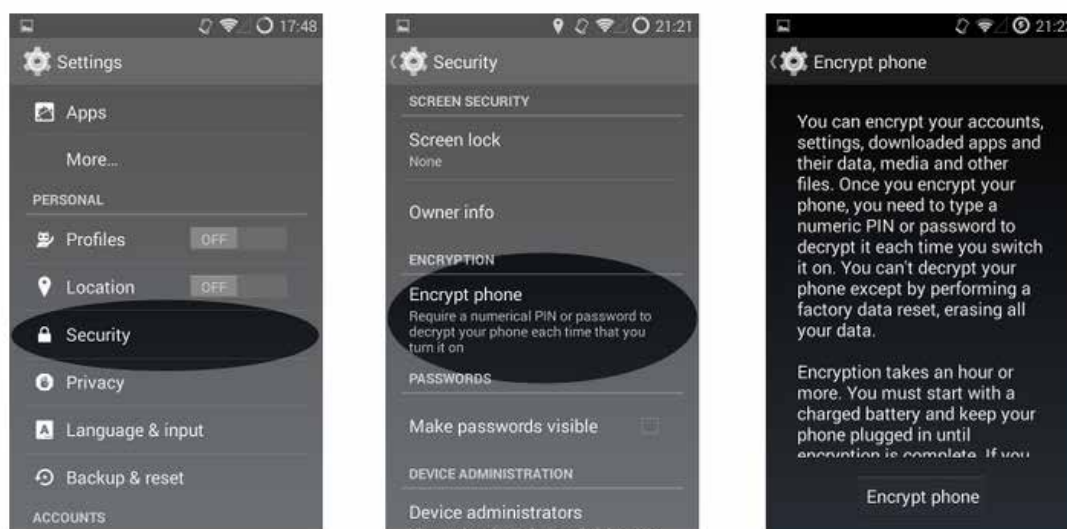 17:48
Settings
Apps
More...
PERSONAL
Profiles OFF
Location OFF
Security
Privacy
Language & input
Backup & reset
ACCOUNTS
21:21
Security
SCREEN SECURITY
Screen lock
None
Owner info
ENCRYPTION
Encrypt phone
Require a numerical PIN or password to
decrypt your phone each time that you
turn it on
PASSWORDS
Make passwords visible
DEVICE ADMINISTRATION
Device administrators
Encrypt phone
You can encrypt your accounts,
settings, downloaded apps and
their data, media and other
files. Once you encrypt your
phone, you need to type a
numeric PIN or password to
decrypt it each time you switch
it on. You can't decrypt your
phone except by performing a
factory data reset, erasing all
your data.
Encryption takes an hour or
more. You must start with a
charged battery and keep your
phone plugged in until
encryption is complete. If you
Encrypt phone